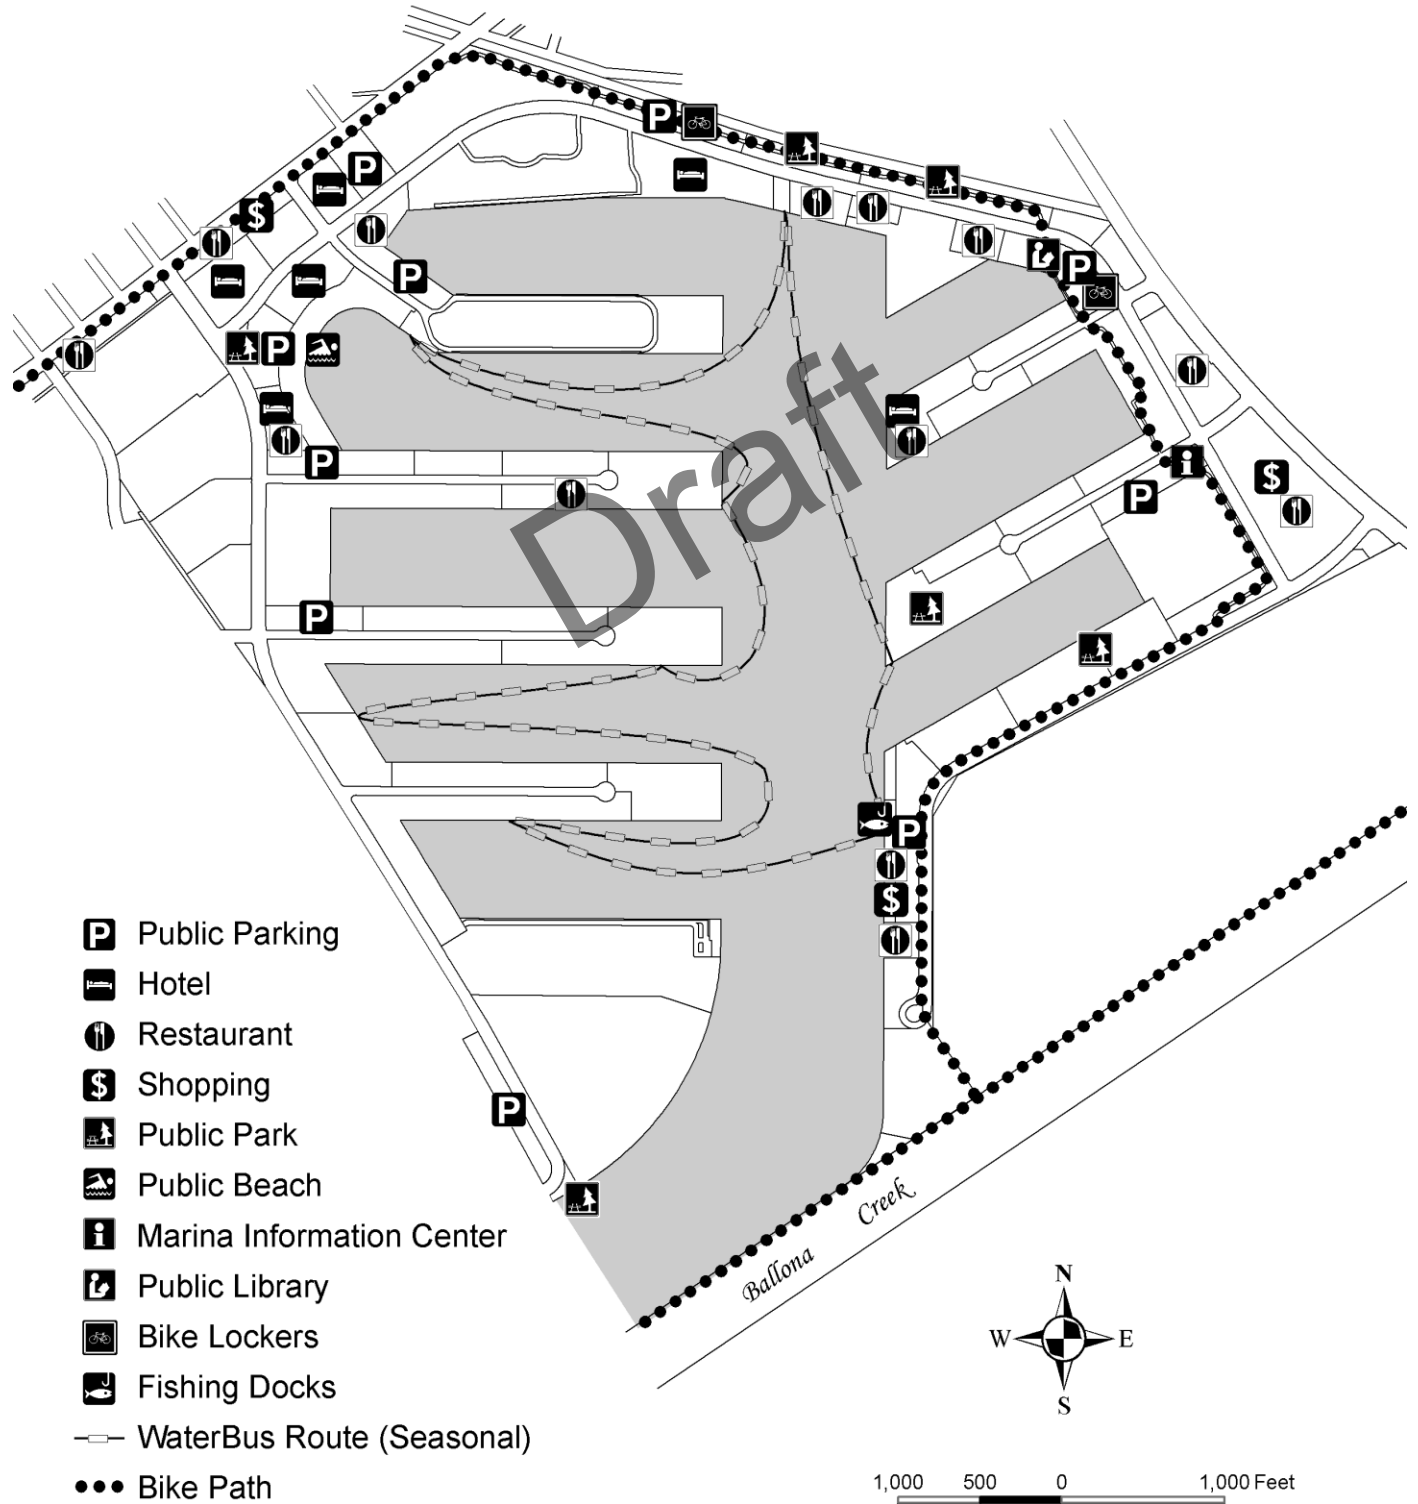 Draft
P Public Parking
Hotel
Restaurant
$ Shopping
Public Park
Public Beach
i Marina Information Center
Public Library
Bike Lockers
Fishing Docks
WaterBus Route (Seasonal)
Bike Path
Ballona Creek
N
W E
S
1,000 500 0 1,000 Feet